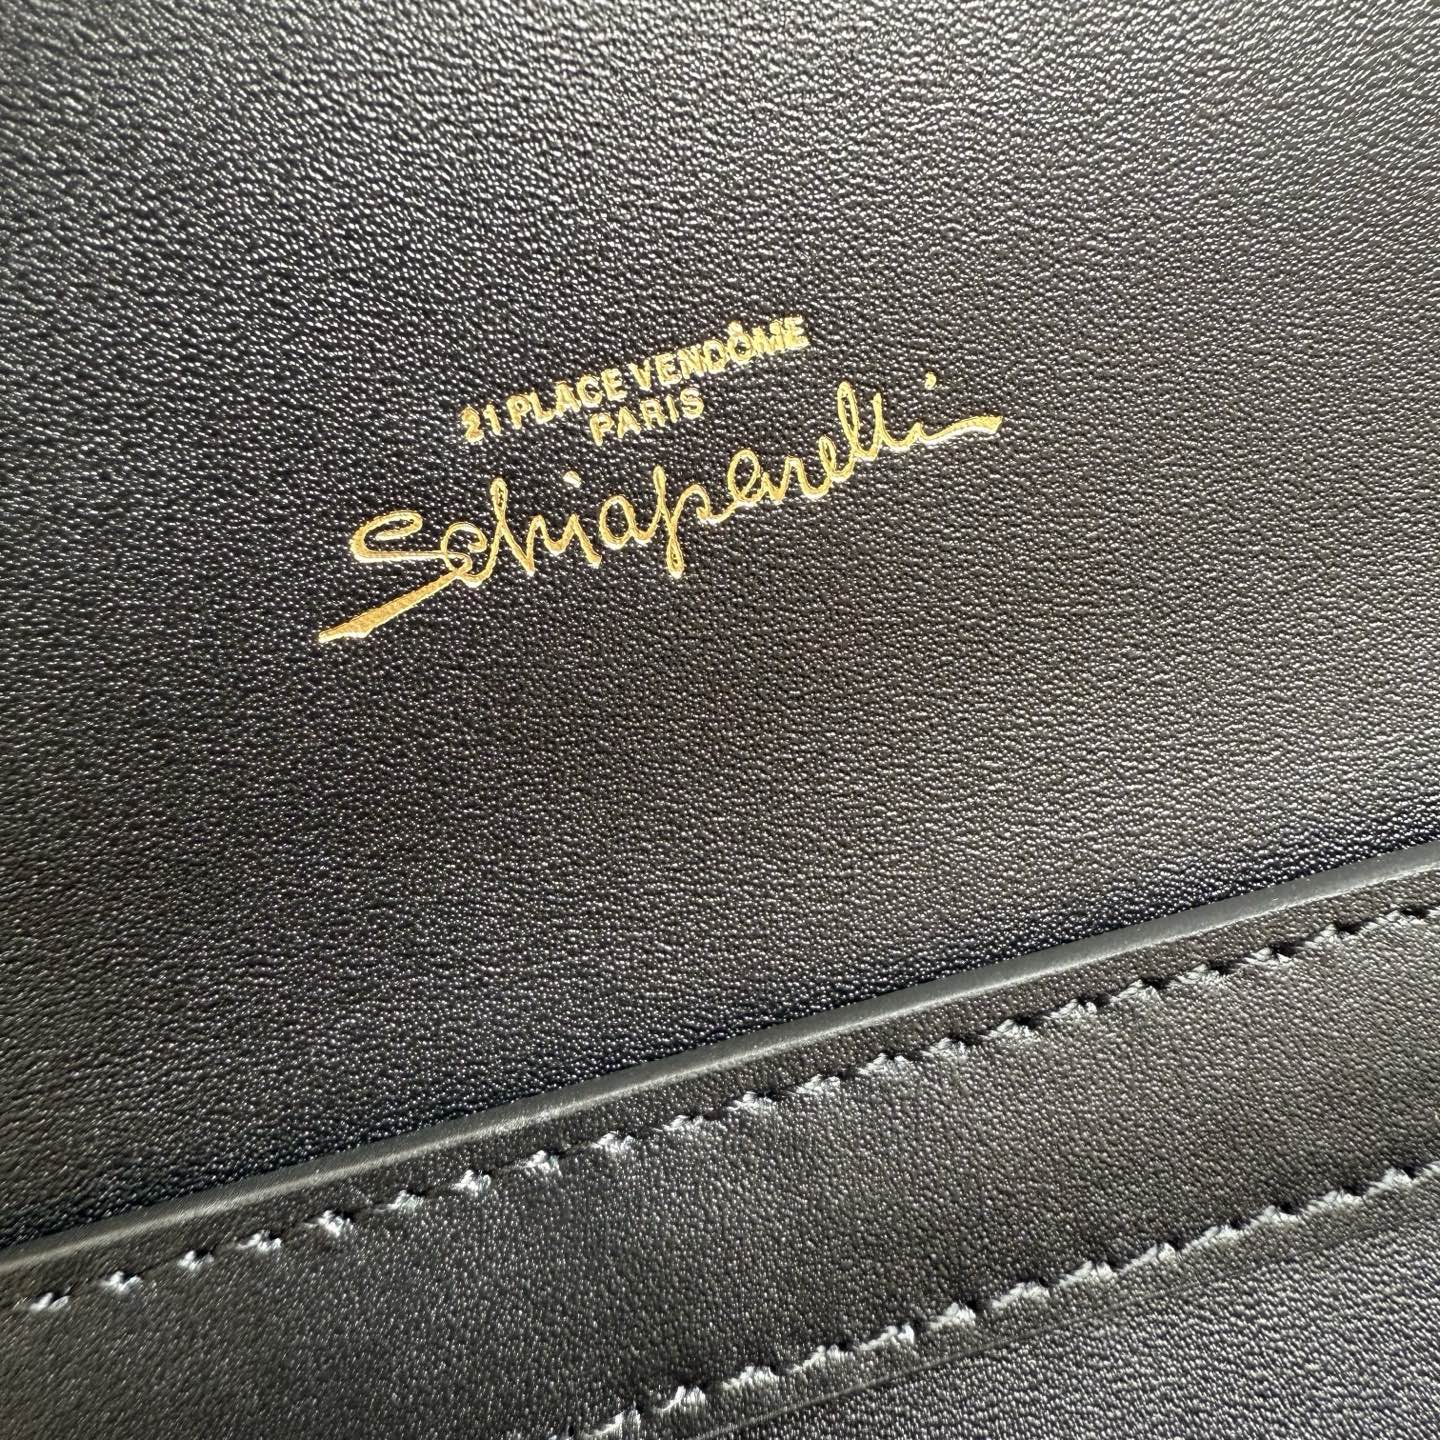 21 PLACE VENDÔME
PARIS
Schiaparelli